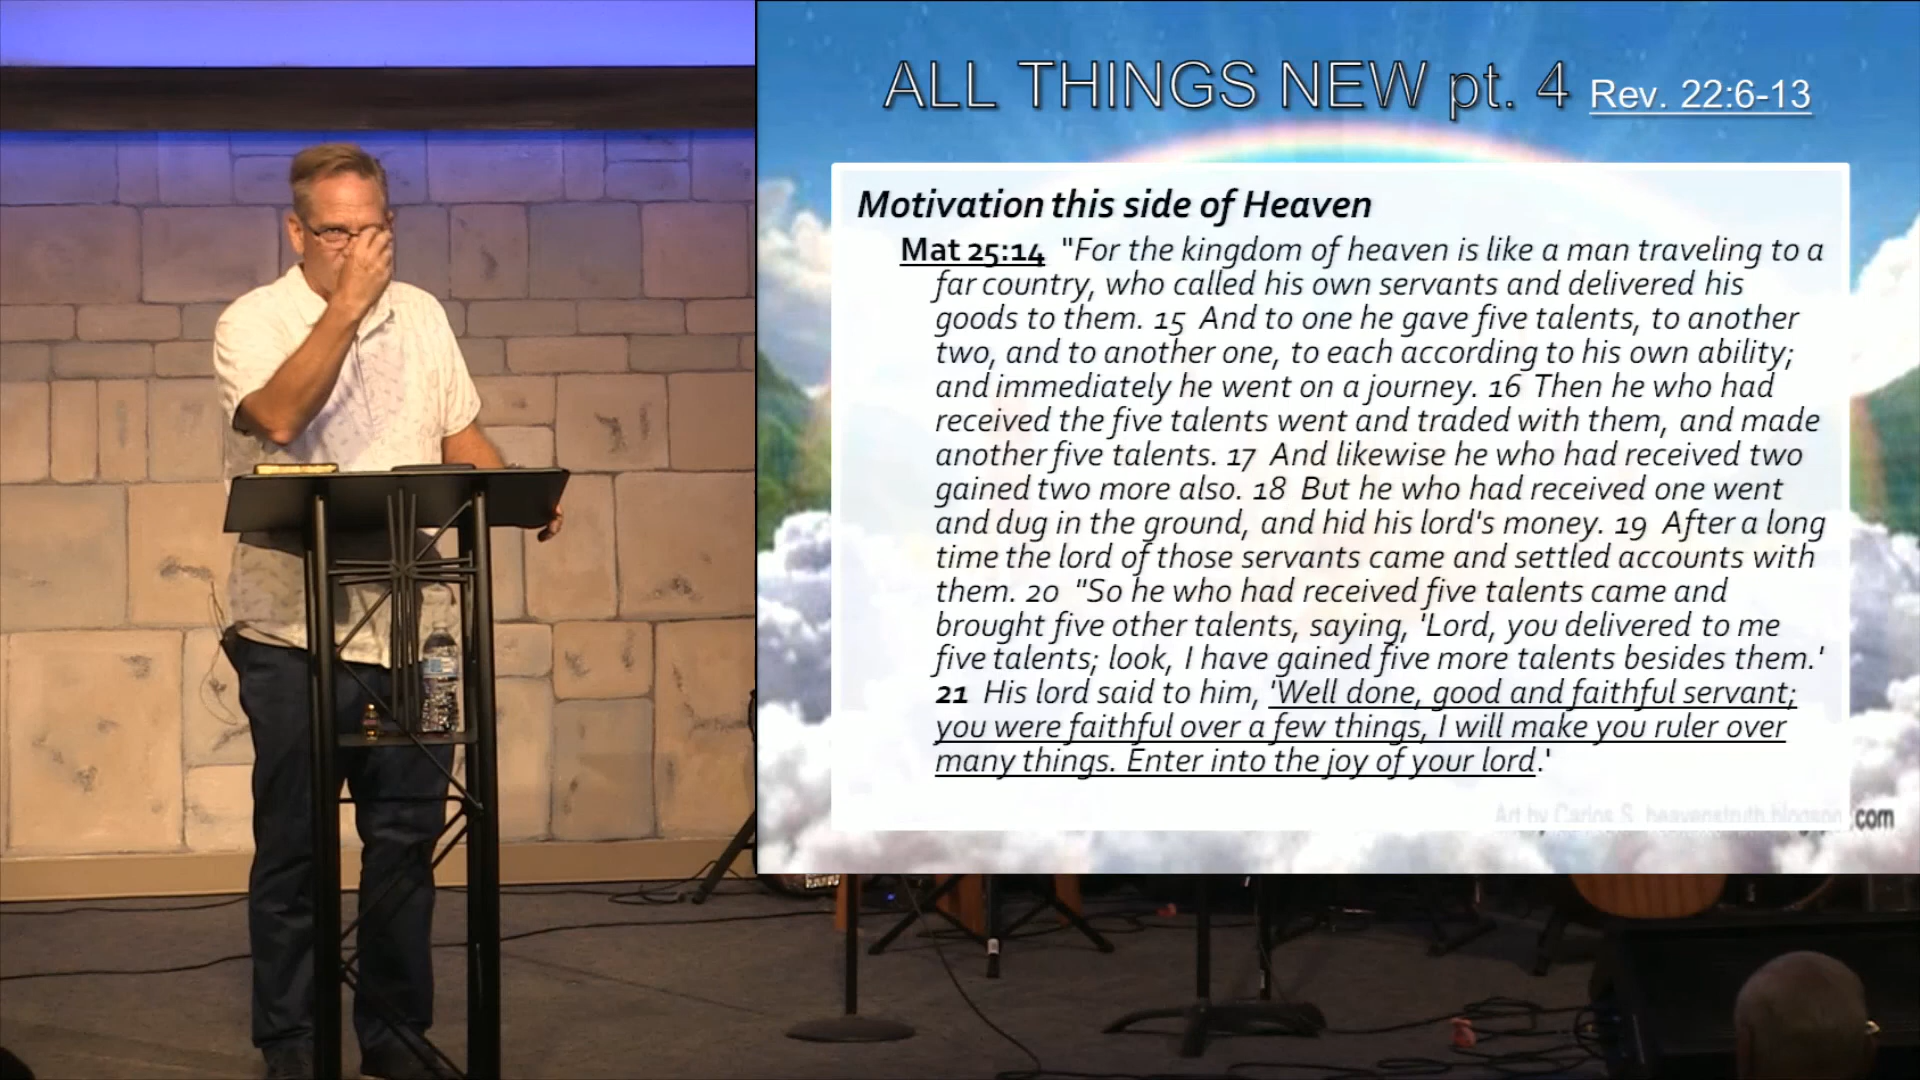 ALL THINGS NEW pt. 4 Rev. 22:6-13
Motivation this side of Heaven
Mat 25:14 "For the kingdom of heaven is like a man traveling to a
far country, who called his own servants and delivered his
goods to them. 15 And to one he gave five talents, to another
two, and to another one, to each according to his own ability;
and immediately he went on a journey. 16 Then he who had
received the five talents went and traded with them, and made
another five talents. 17 And likewise he who had received two
gained two more also. 18 But he who had received one went
and dug in the ground, and hid his lord's money. 19 After a long
time the lord of those servants came and settled accounts with
them. 20 "So he who had received five talents came and
brought five other talents, saying, 'Lord, you delivered to me
five talents; look, I have gained five more talents besides them.'
21 His lord said to him, 'Well done, good and faithful servant;
you were faithful over a few things, I will make you ruler over
many things. Enter into the joy of your lord.'
Art by Carlos S. heavenstruth.blogspot.com